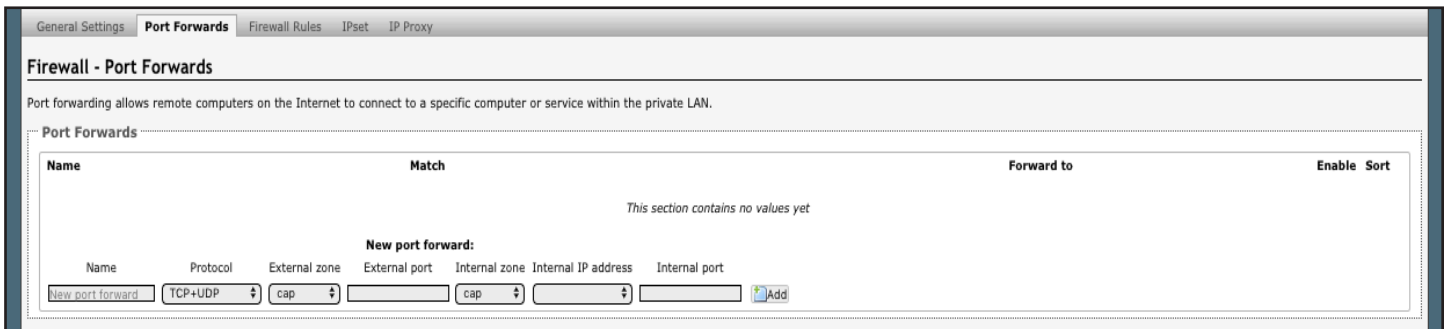 General Settings Port Forwards Firewall Rules IPset IP Proxy
Firewall - Port Forwards
Port forwarding allows remote computers on the Internet to connect to a specific computer or service within the private LAN.
Port Forwards
Name Match Forward to Enable Sort
This section contains no values yet
New port forward:
Name Protocol External zone External port Internal zone Internal IP address Internal port
New port forward TCP+UDP cap cap Add